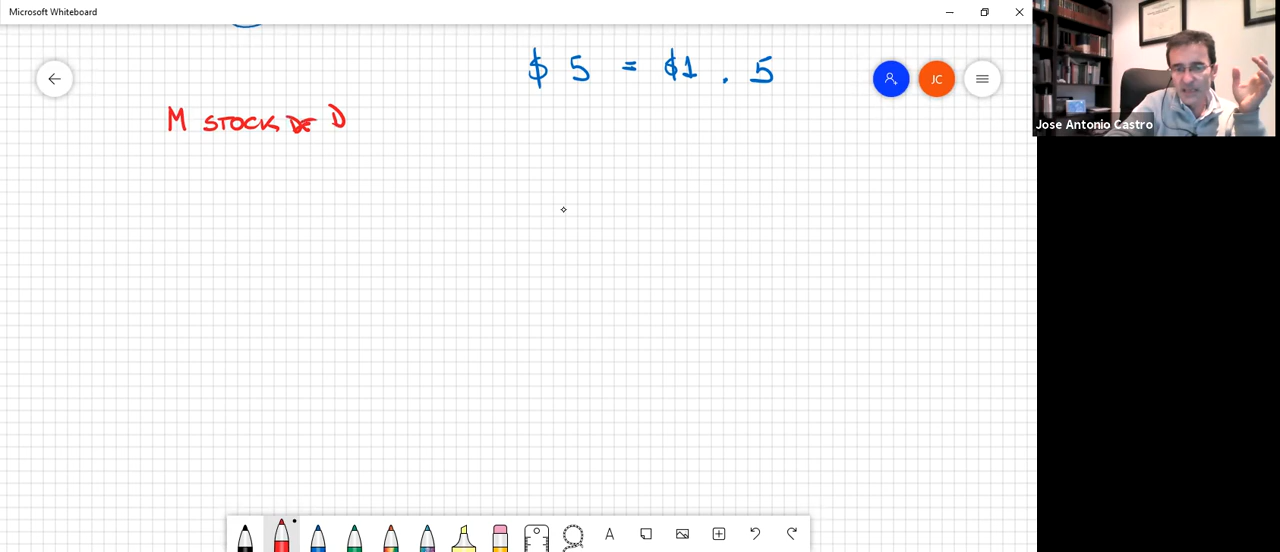 Microsoft Whiteboard
$ 5 = $1 . 5
JC
M STOCK DE D
Jose Antonio Castro
A